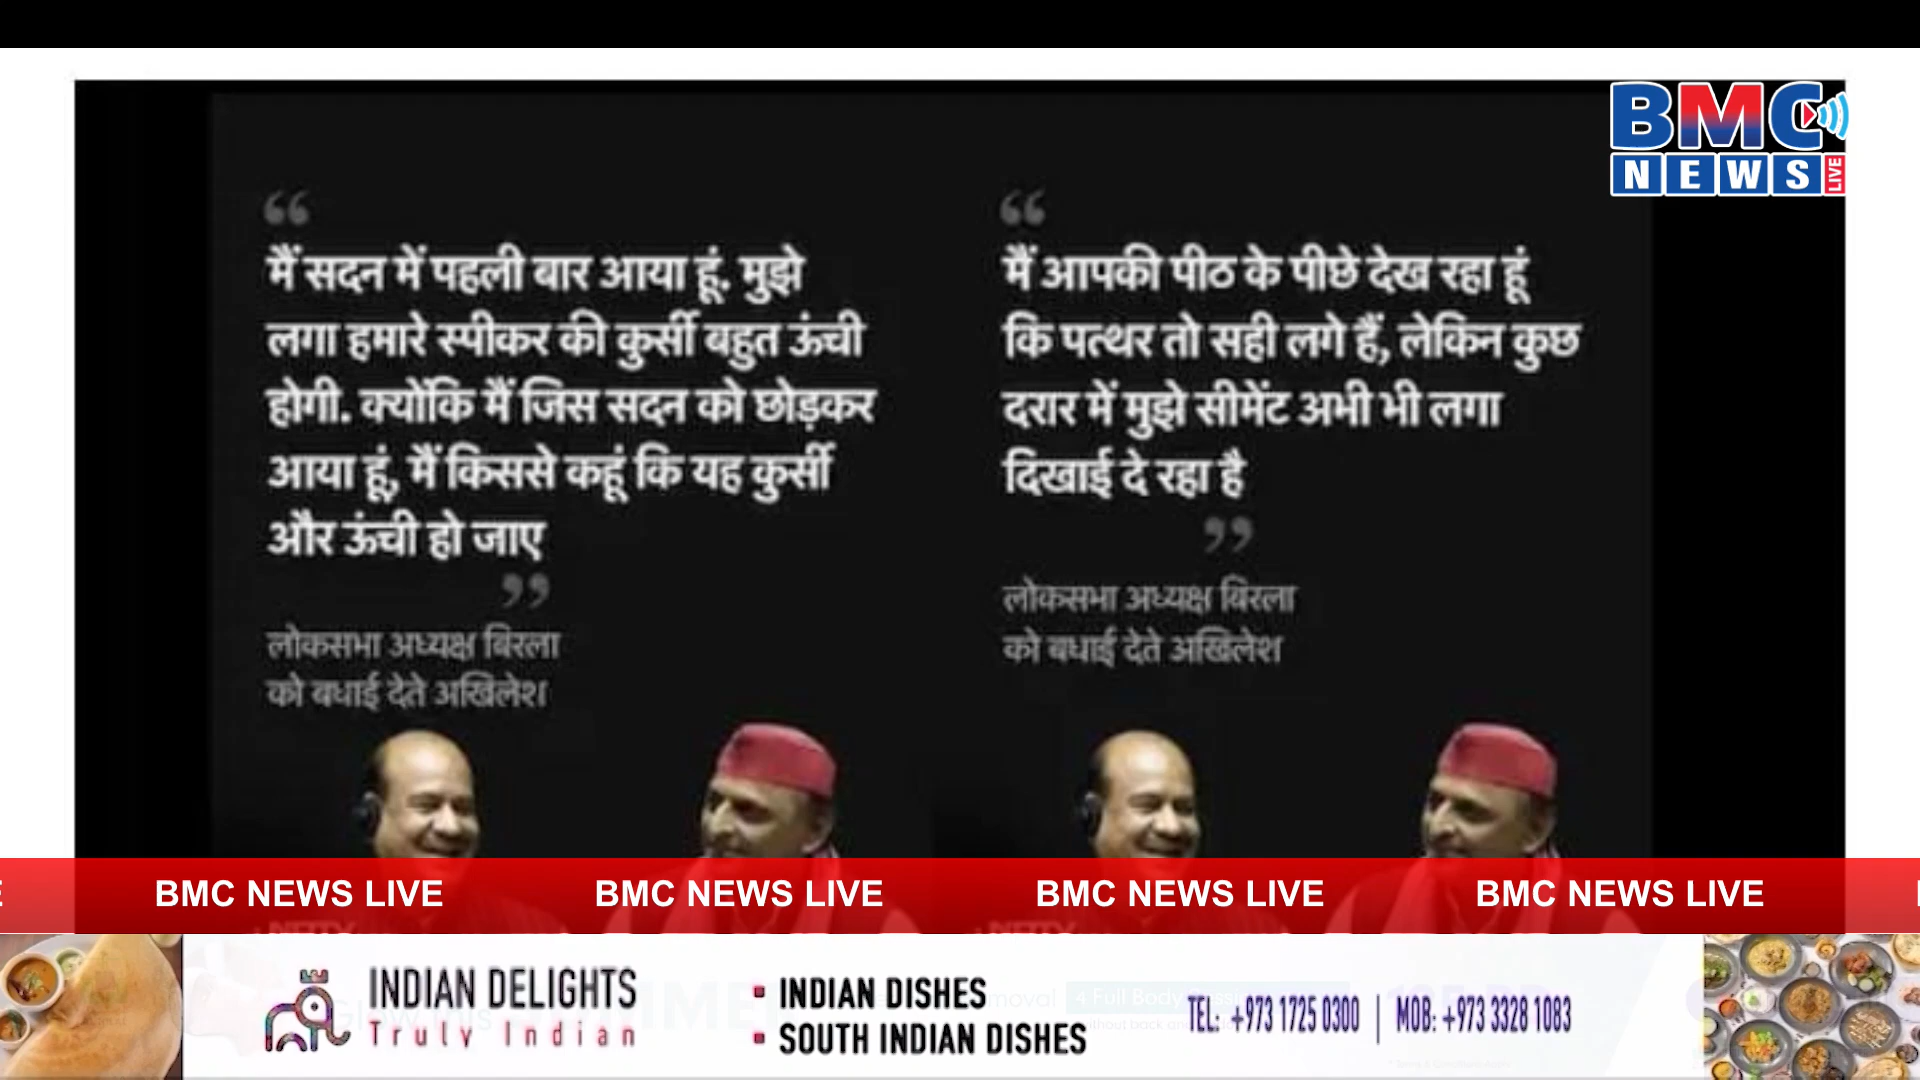 BMC
NEWS LIVE
“
मैं सदन में पहली बार आया हूं. मुझे
लगा हमारे स्पीकर की कुर्सी बहुत ऊंची
होगी. क्योंकि मैं जिस सदन को छोड़कर
आया हूं, मैं किससे कहूं कि यह कुर्सी
और ऊंची हो जाए
”
लोकसभा अध्यक्ष बिरला
को बधाई देते अखिलेश
“
मैं आपकी पीठ के पीछे देख रहा हूं
कि पत्थर तो सही लगे हैं, लेकिन कुछ
दरार में मुझे सीमेंट अभी भी लगा
दिखाई दे रहा है
”
लोकसभा अध्यक्ष बिरला
को बधाई देते अखिलेश
BMC NEWS LIVE BMC NEWS LIVE BMC NEWS LIVE BMC NEWS LIVE
INDIAN DELIGHTS
Truly Indian
▪ INDIAN DISHES
▪ SOUTH INDIAN DISHES
TEL: +973 1725 0300 | MOB: +973 3328 1083
4 Full Body